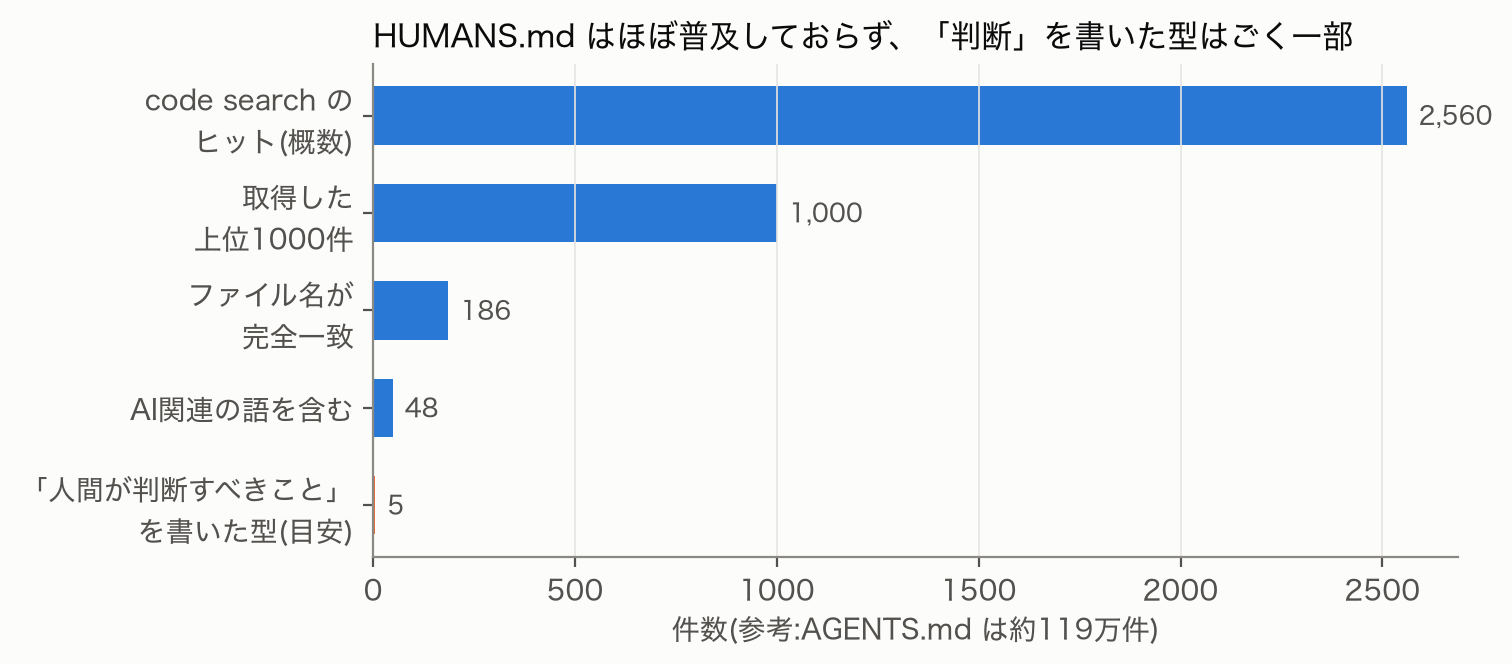 HUMANS.md はほぼ普及しておらず、「判断」を書いた型はごく一部
code search の
ヒット(概数)
2,560
取得した
上位1000件
1,000
ファイル名が
完全一致
186
AI関連の語を含む
48
「人間が判断すべきこと」
を書いた型(目安)
5
0 500 1000 1500 2000 2500
件数(参考:AGENTS.md は約119万件)